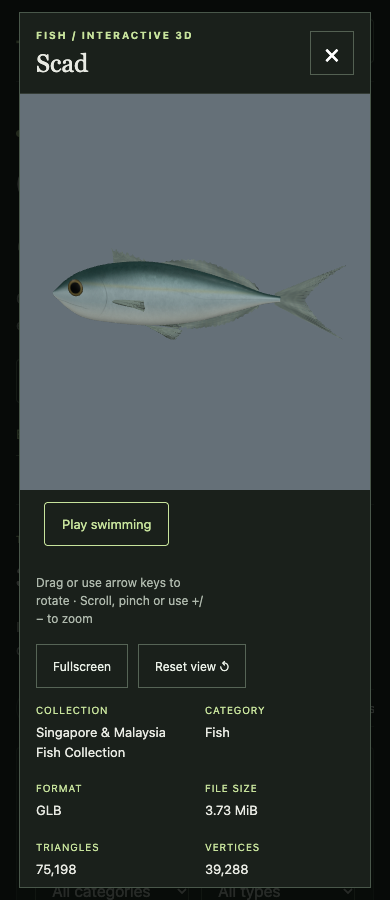 FISH / INTERACTIVE 3D
Scad
×
Play swimming
Drag or use arrow keys to
rotate · Scroll, pinch or use +/
− to zoom
Fullscreen
Reset view ↺
COLLECTION
Singapore & Malaysia
Fish Collection
CATEGORY
Fish
FORMAT
GLB
FILE SIZE
3.73 MiB
TRIANGLES
75,198
VERTICES
39,288
All categories
All types